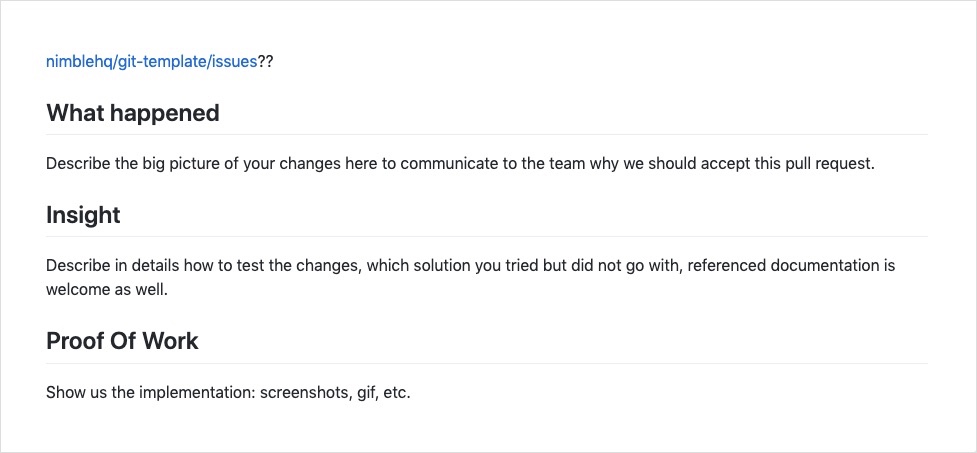 nimblehq/git-template/issues??
What happened
Describe the big picture of your changes here to communicate to the team why we should accept this pull request.
Insight
Describe in details how to test the changes, which solution you tried but did not go with, referenced documentation is
welcome as well.
Proof Of Work
Show us the implementation: screenshots, gif, etc.